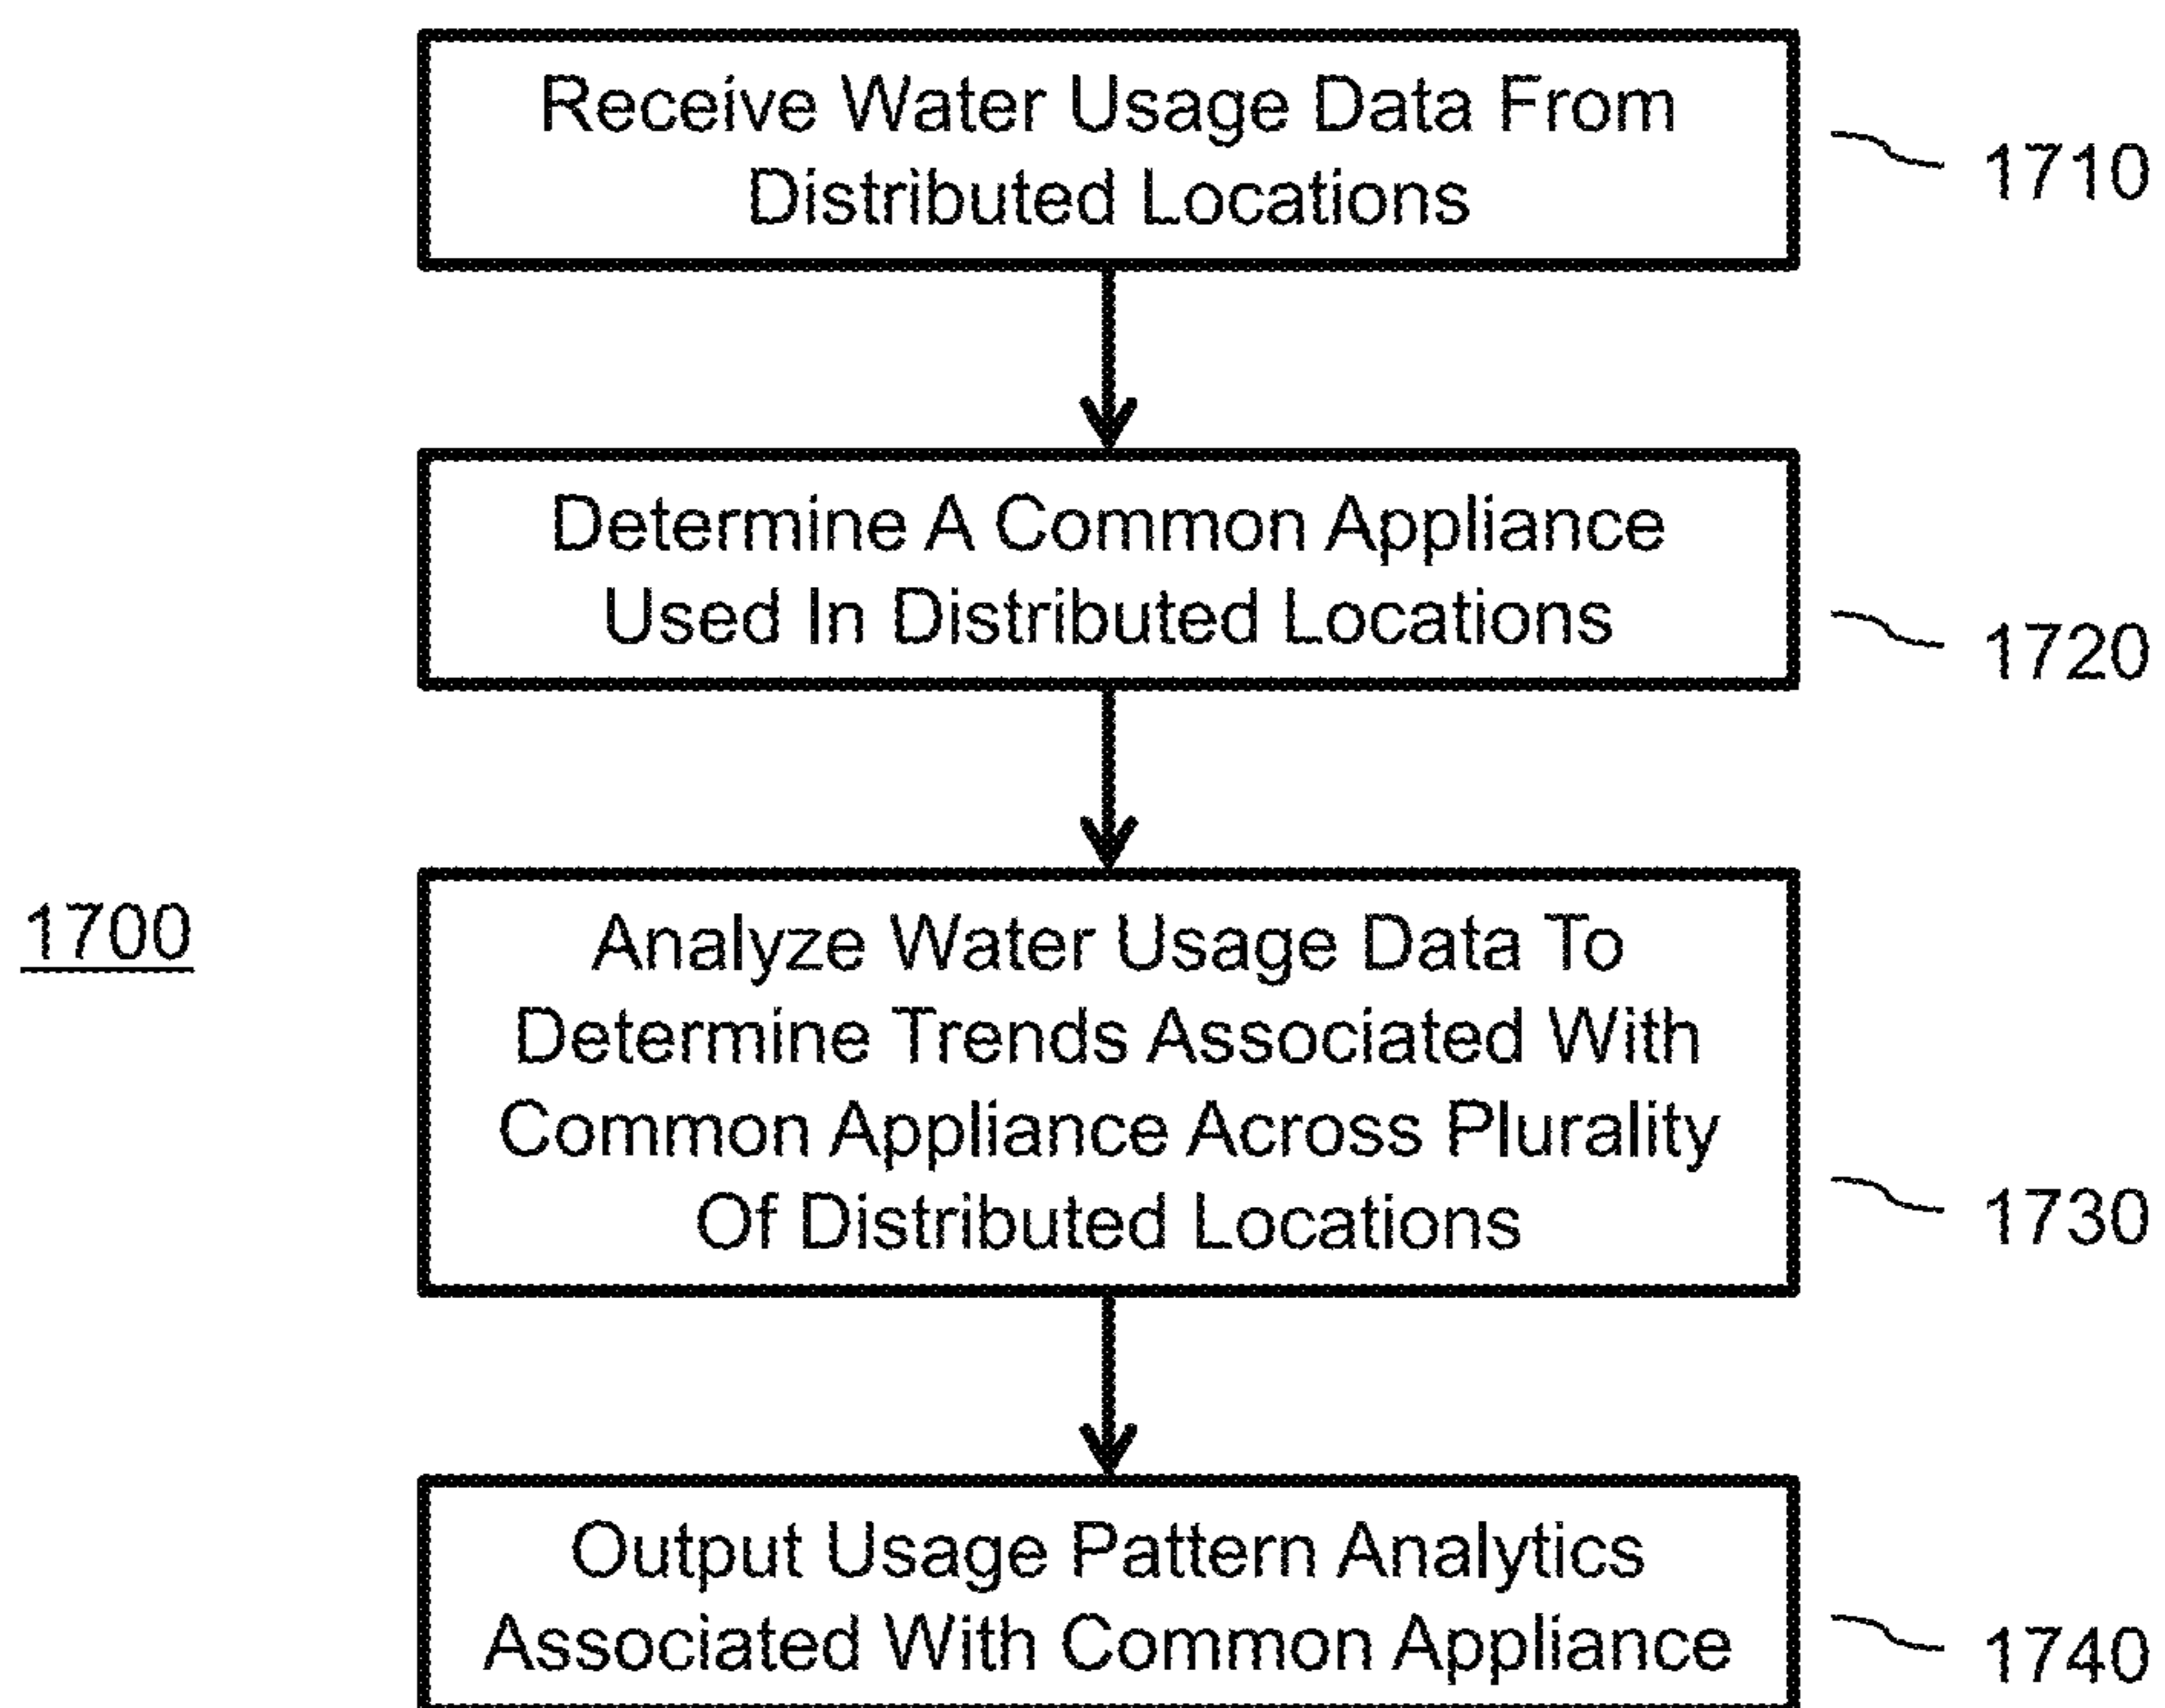 Receive Water Usage Data From
Distributed Locations
1710
Determine A Common Appliance
Used In Distributed Locations
1720
1700
Analyze Water Usage Data To
Determine Trends Associated With
Common Appliance Across Plurality
Of Distributed Locations
1730
Output Usage Pattern Analytics
Associated With Common Appliance
1740